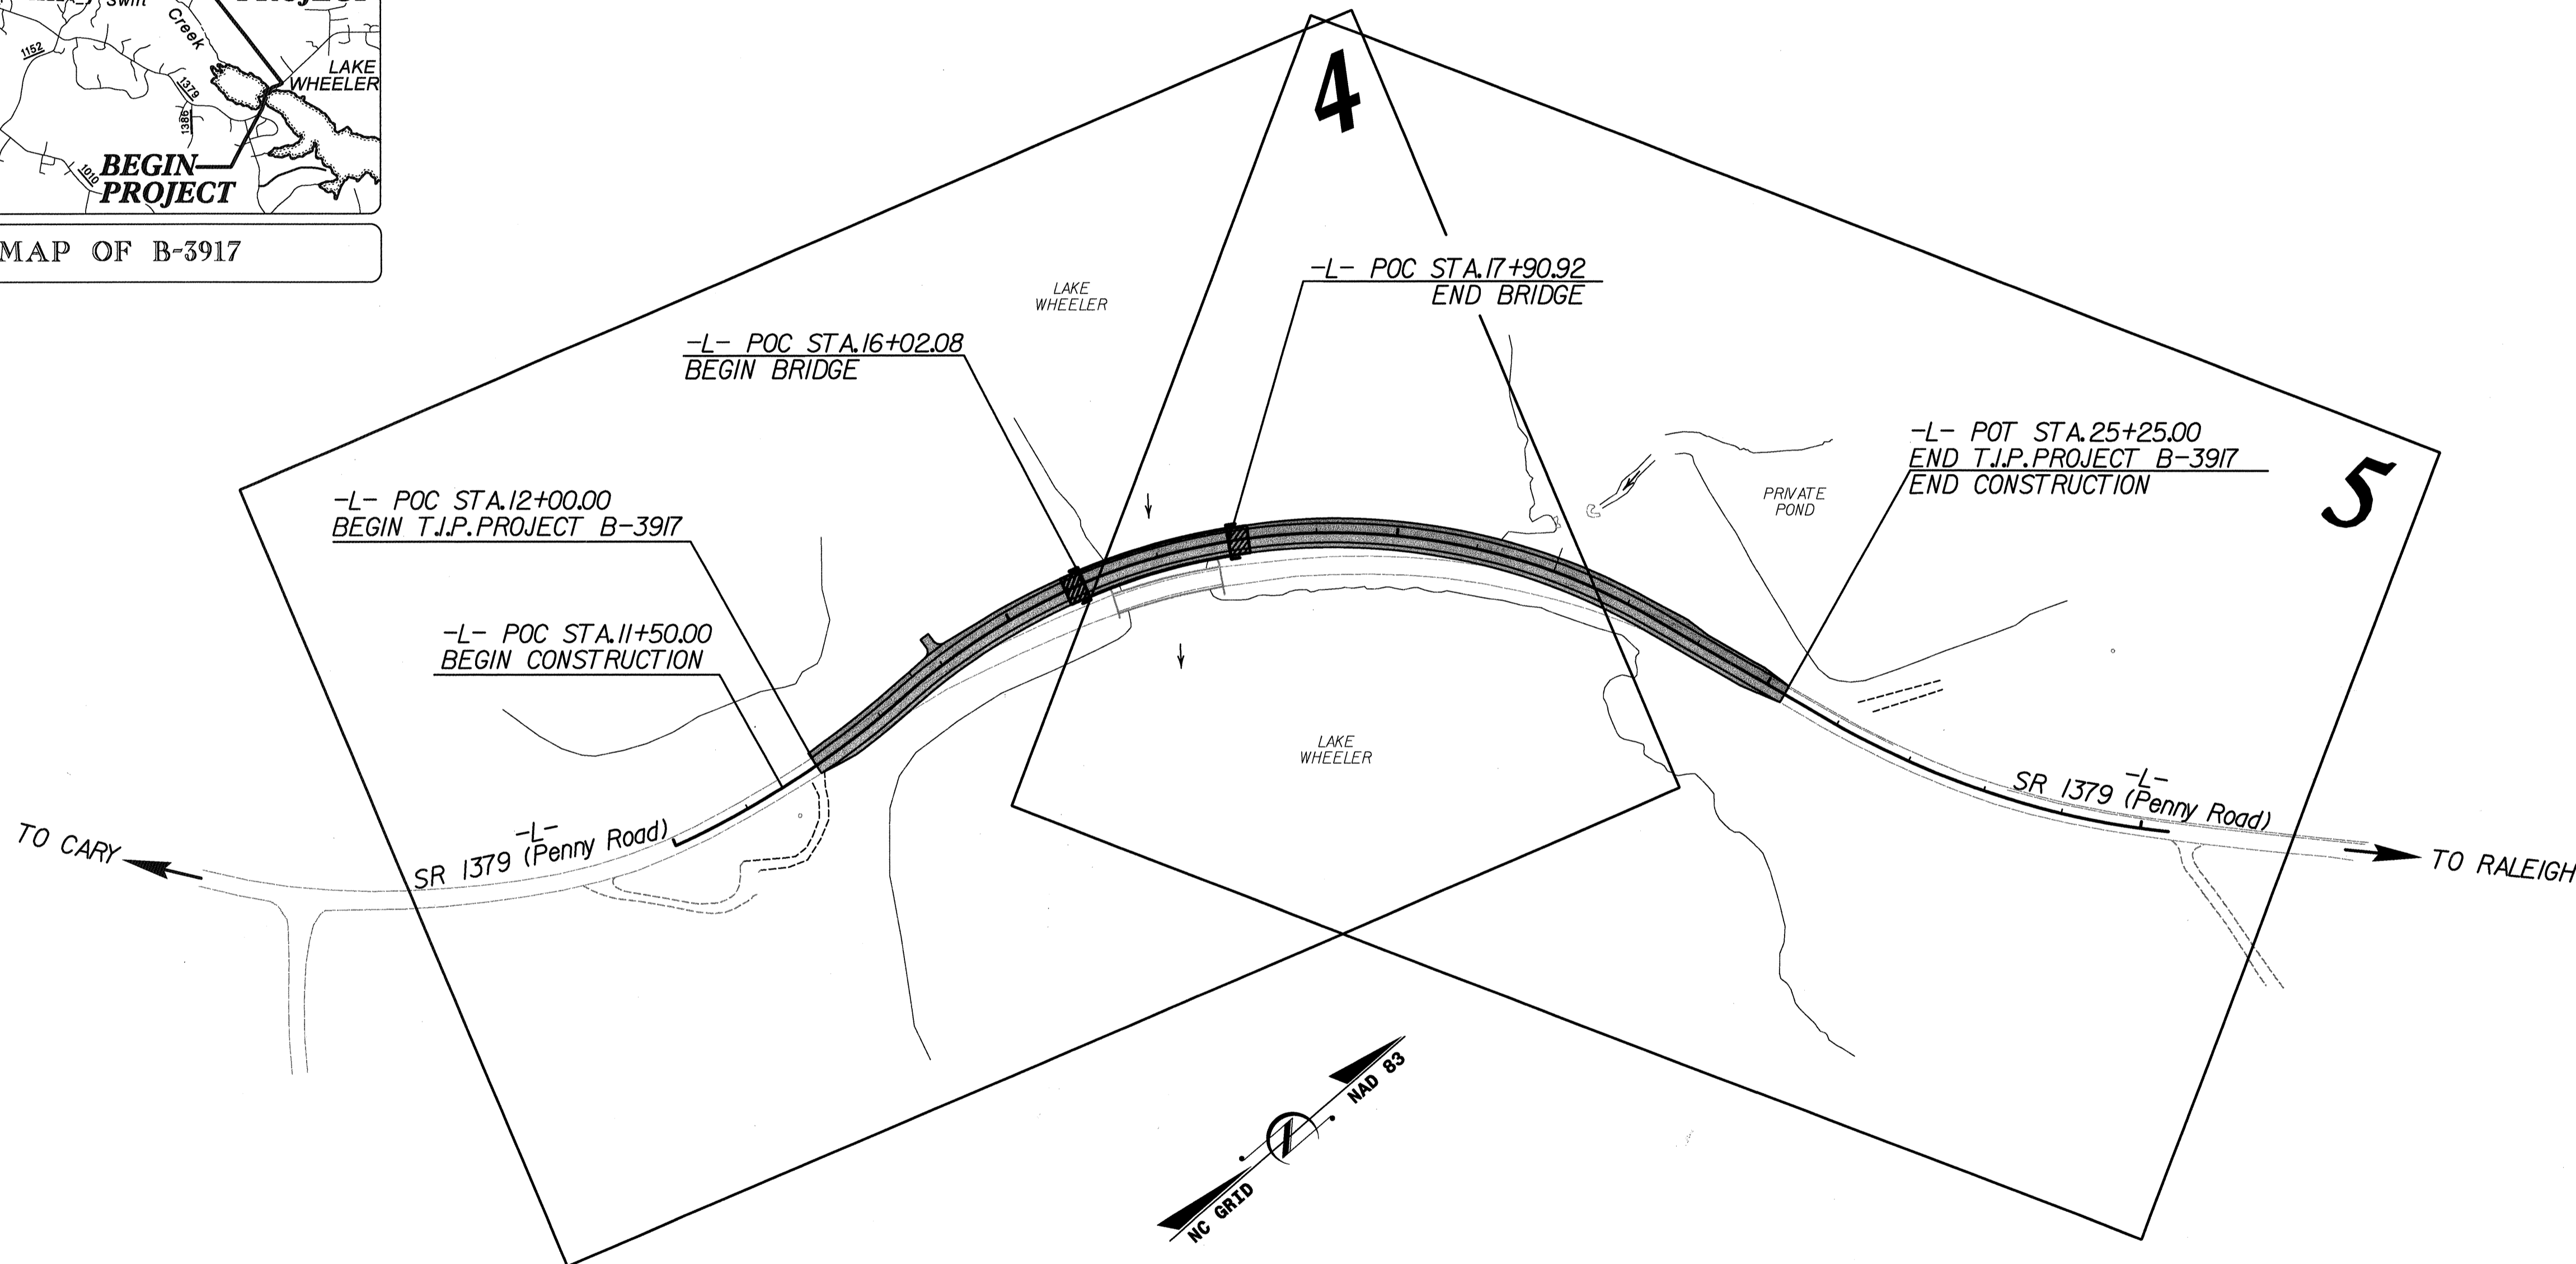 Swift
PROJECT
Creek
1152
LAKE
WHEELER
1379
1386
1010
BEGIN
PROJECT
MAP OF B-3917
4
-L- POC STA.17+90.92
END BRIDGE
LAKE
WHEELER
-L- POC STA.16+02.08
BEGIN BRIDGE
-L- POT STA.25+25.00
END T.I.P.PROJECT B-3917
END CONSTRUCTION
5
-L- POC STA.12+00.00
BEGIN T.I.P.PROJECT B-3917
PRIVATE
POND
-L- POC STA.11+50.00
BEGIN CONSTRUCTION
LAKE
WHEELER
-L-
SR 1379 (Penny Road)
-L-
SR 1379 (Penny Road)
TO CARY
TO RALEIGH
NAD 83
NC GRID